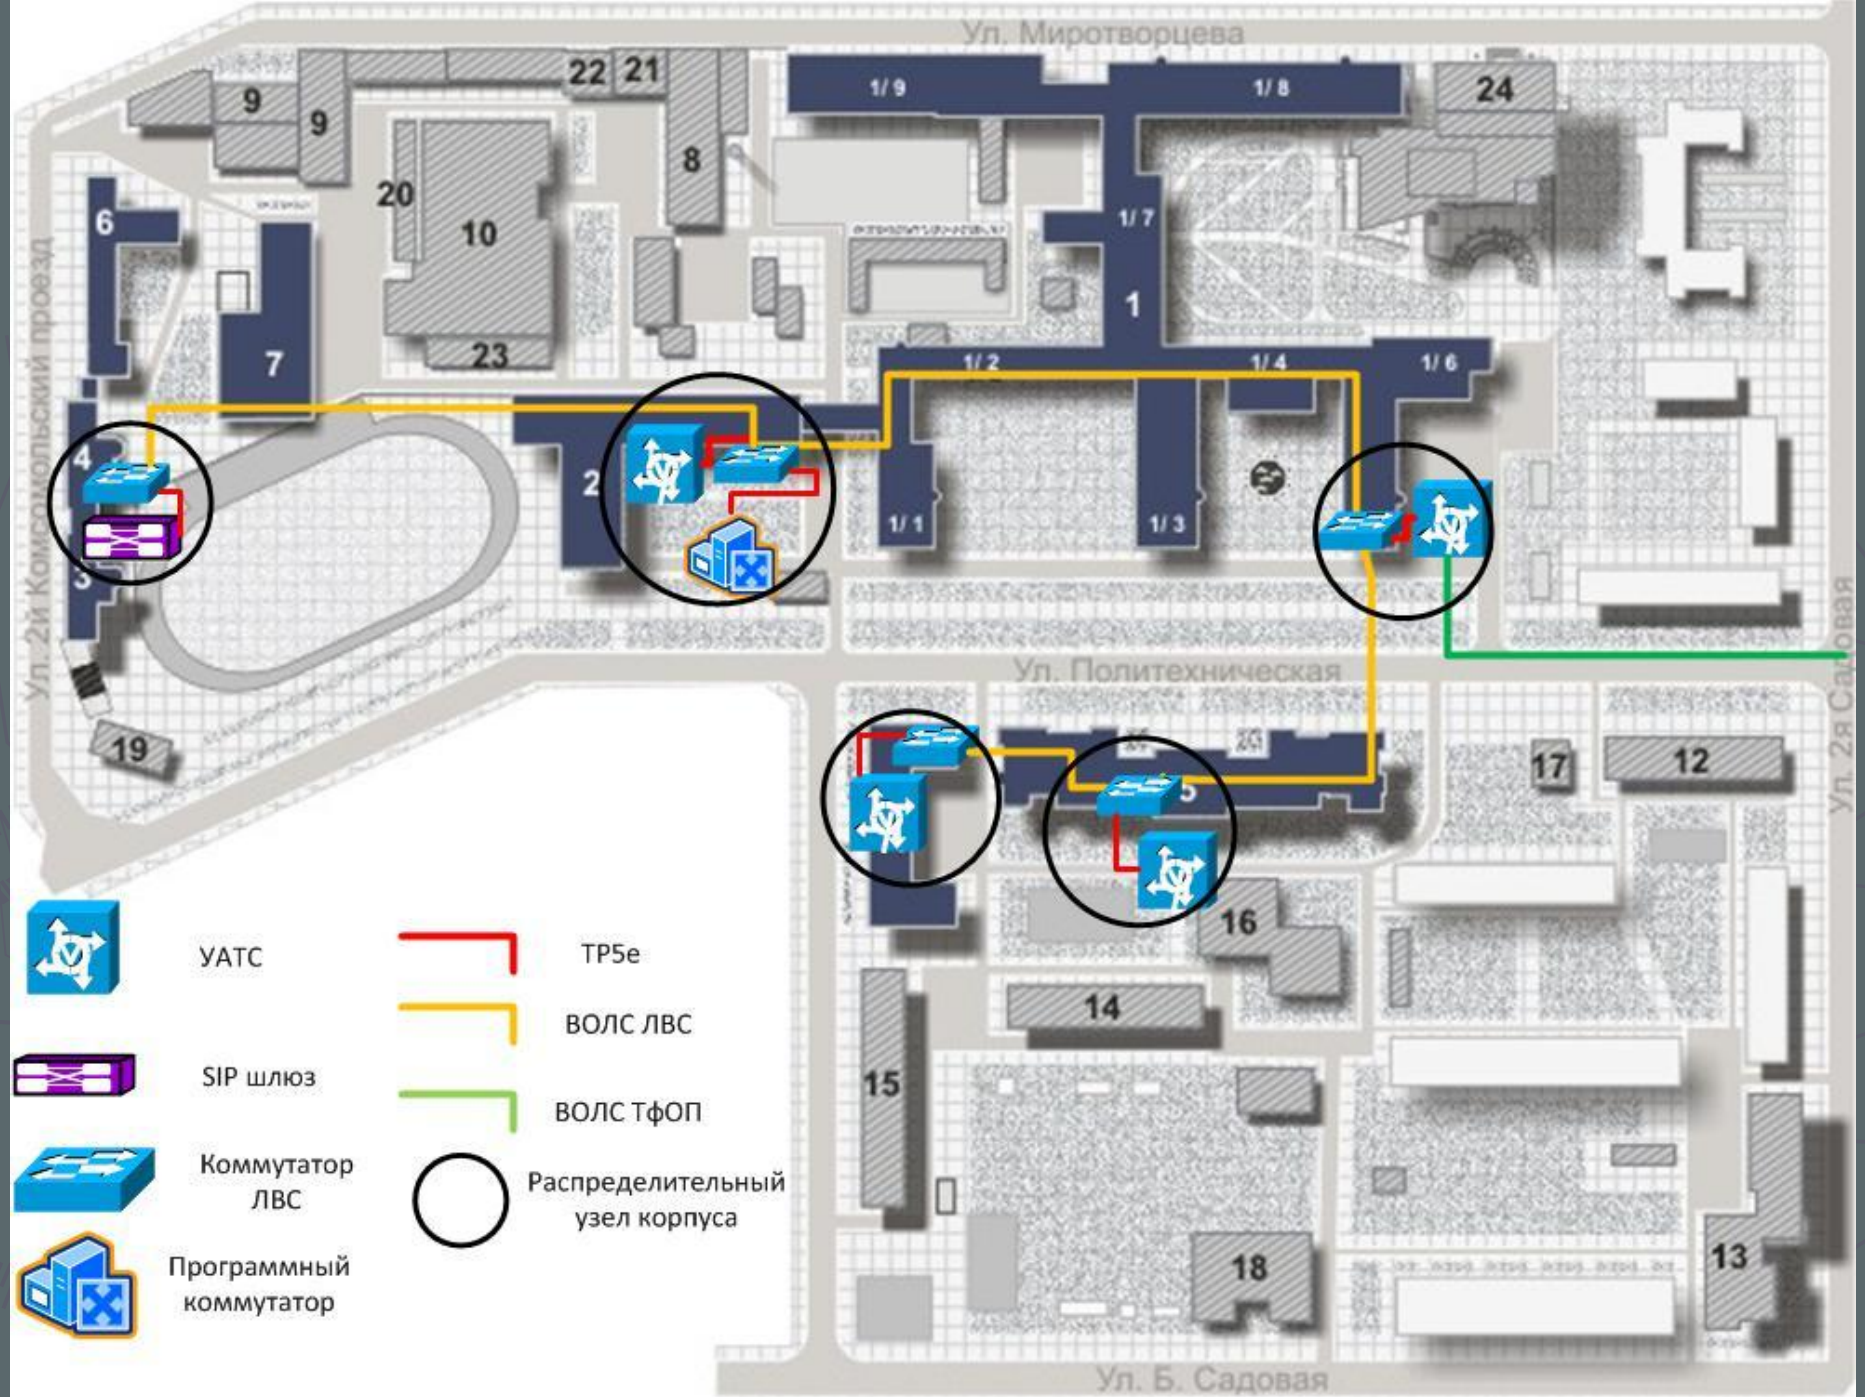 Ул. Миротворцева
22
21
1/ 9
1/ 8
24
9
9
8
20
6
10
1/ 7
1
7
23
1/ 2
1/ 4
1/ 6
4
2
1/ 1
1/ 3
3
Ул. 2й Комсомольский проезд
Ул. Политехническая
Ул. 2я Садовая
19
17
12
5
16
14
15
18
13
УАТС
SIP шлюз
Коммутатор
ЛВС
Программный
коммутатор
TP5e
ВОЛС ЛВС
ВОЛС ТфОП
Распределительный
узел корпуса
Ул. Б. Садовая